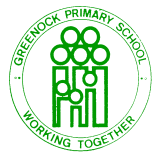 GREENOCK PRIMARY SCHOOL
WORKING TOGETHER